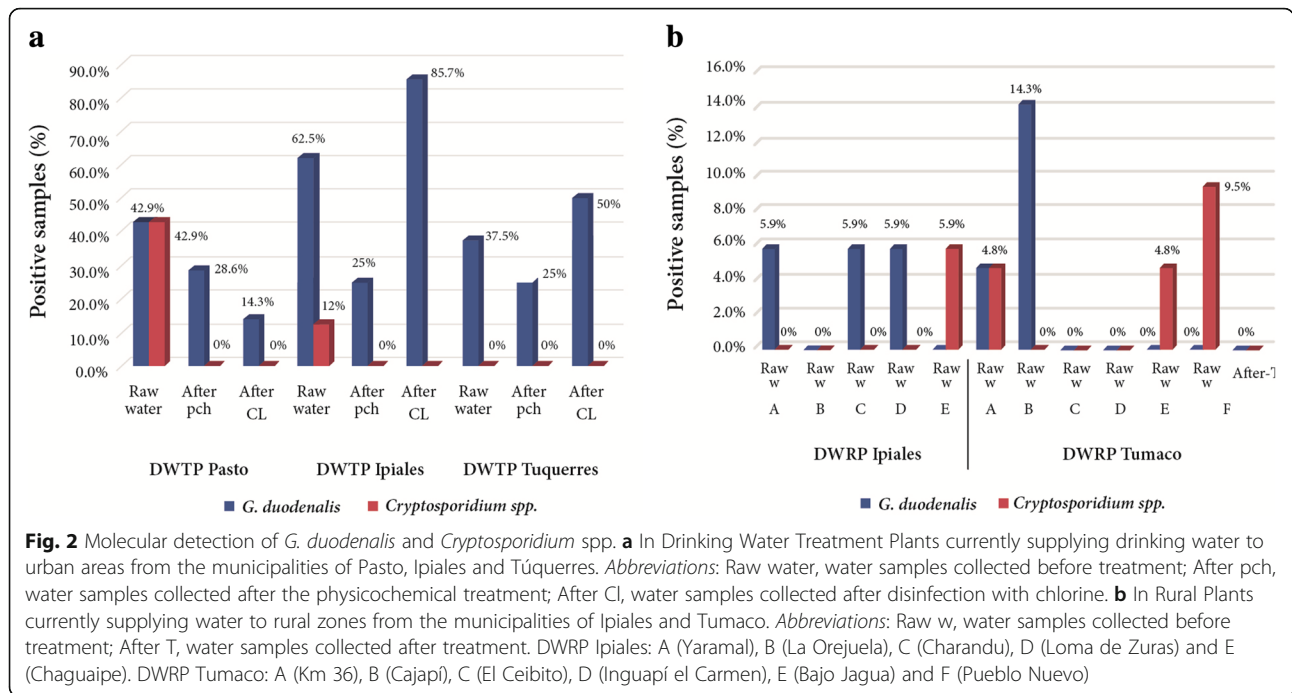 a
90.0%
80.0%
70.0%
60.0%
50.0%
40.0%
30.0%
20.0%
10.0%
0.0%
Positive samples (%)
42.9%
42.9%
28.6%
0%
14.3%
0%
62.5%
12%
25%
0%
85.7%
0%
37.5%
0%
25%
0%
50%
0%
Raw water
After pch
After CL
Raw water
After pch
After CL
Raw water
After pch
After CL
DWTP Pasto
DWTP Ipiales
DWTP Tuquerres
G. duodenalis
Cryptosporidium spp.
b
16.0%
14.0%
12.0%
10.0%
8.0%
6.0%
4.0%
2.0%
0.0%
Positive samples (%)
5.9%
0%
0%
5.9%
0%
5.9%
0%
5.9%
4.8%
14.3%
0%
0%
0%
0%
4.8%
0%
9.5%
0%
Raw w
Raw w
Raw w
Raw w
Raw w
Raw w
Raw w
Raw w
Raw w
Raw w
Raw w
After-T
A
B
C
D
E
A
B
C
D
E
F
DWRP Ipiales
DWRP Tumaco
G. duodenalis
Cryptosporidium spp.
Fig. 2 Molecular detection of G. duodenalis and Cryptosporidium spp. a In Drinking Water Treatment Plants currently supplying drinking water to
urban areas from the municipalities of Pasto, Ipiales and Túquerres. Abbreviations: Raw water, water samples collected before treatment; After pch,
water samples collected after the physicochemical treatment; After Cl, water samples collected after disinfection with chlorine. b In Rural Plants
currently supplying water to rural zones from the municipalities of Ipiales and Tumaco. Abbreviations: Raw w, water samples collected before
treatment; After T, water samples collected after treatment. DWRP Ipiales: A (Yaramal), B (La Orejuela), C (Charandu), D (Loma de Zuras) and E
(Chaguaipe). DWRP Tumaco: A (Km 36), B (Cajapí), C (El Ceibito), D (Inguapí el Carmen), E (Bajo Jagua) and F (Pueblo Nuevo)